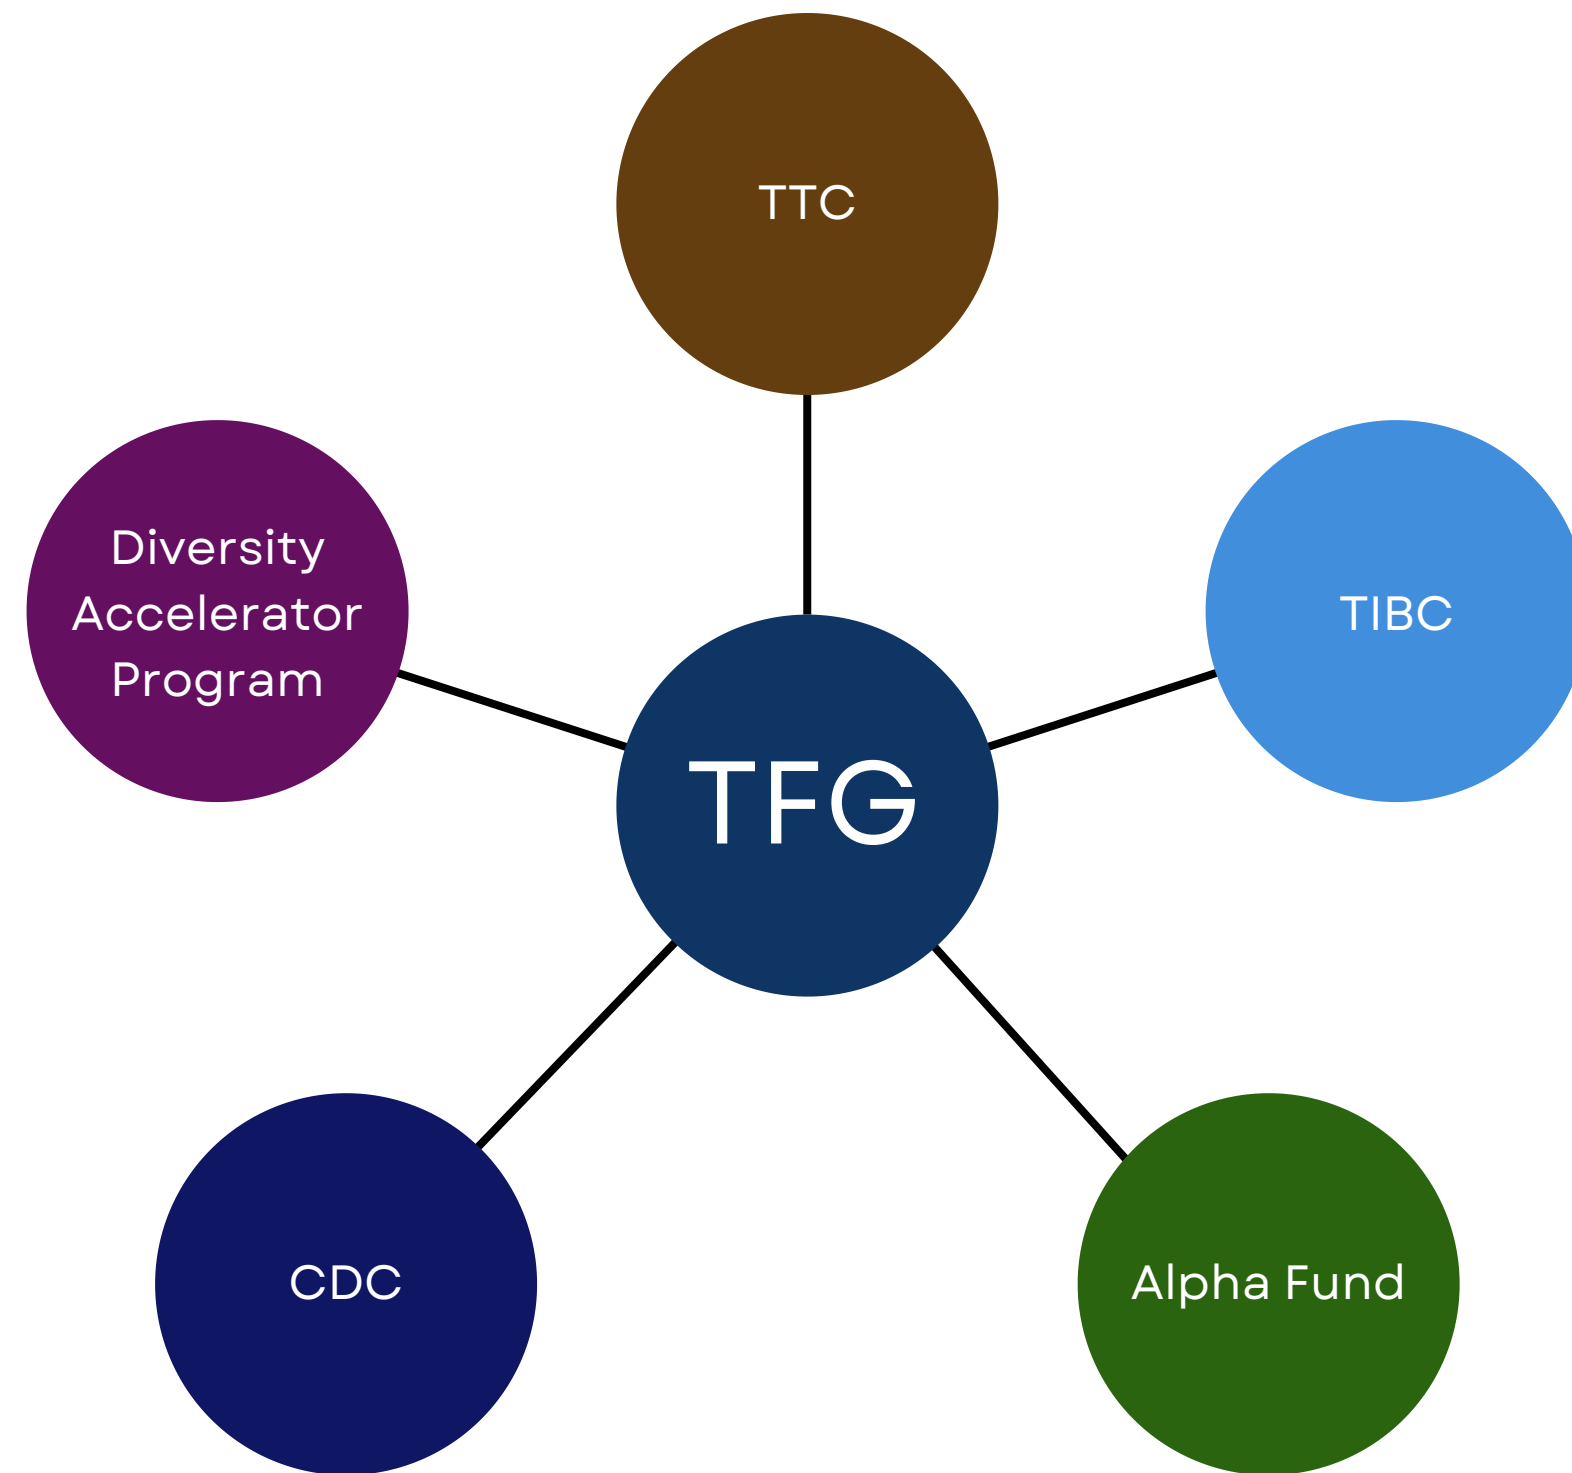 TTC
Diversity
Accelerator
Program
TIBC
TFG
CDC
Alpha Fund